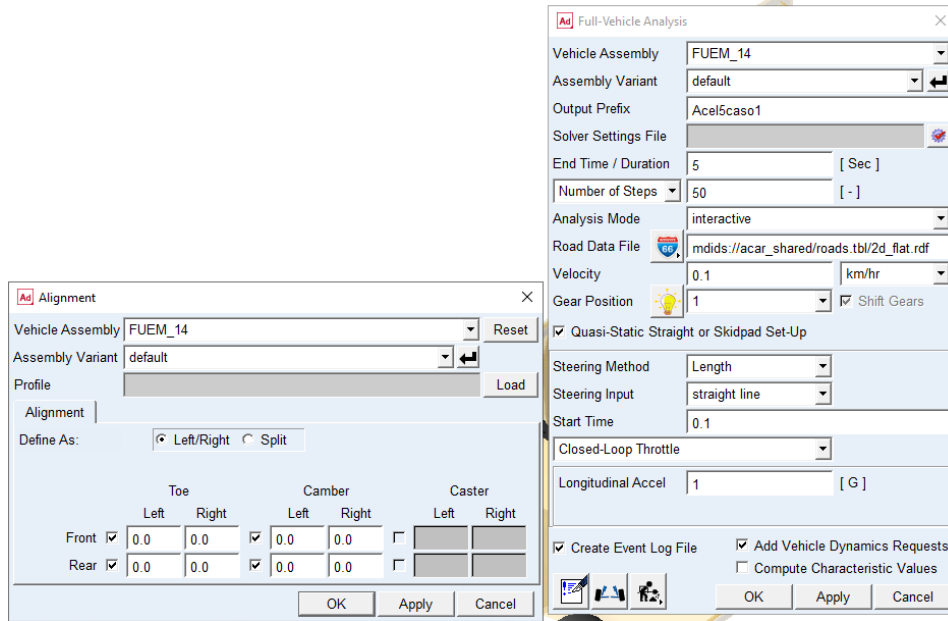 Ad Alignment
Vehicle Assembly FUEM_14 Reset
Assembly Variant default
Profile Load
Alignment
Define As: Left/Right Split
Toe Camber Caster
Left Right Left Right Left Right
Front 0.0 0.0 0.0 0.0
Rear 0.0 0.0 0.0 0.0
OK Apply Cancel
Ad Full-Vehicle Analysis
Vehicle Assembly FUEM_14
Assembly Variant default
Output Prefix Acel5caso1
Solver Settings File
End Time / Duration 5 [ Sec ]
Number of Steps 50 [ - ]
Analysis Mode interactive
Road Data File 66 mdids://acar_shared/roads.tbl/2d_flat.rdf
Velocity 0.1 km/hr
Gear Position 1 Shift Gears
Quasi-Static Straight or Skidpad Set-Up
Steering Method Length
Steering Input straight line
Start Time 0.1
Closed-Loop Throttle
Longitudinal Accel 1 [ G ]
Create Event Log File Add Vehicle Dynamics Requests
Compute Characteristic Values
OK Apply Cancel